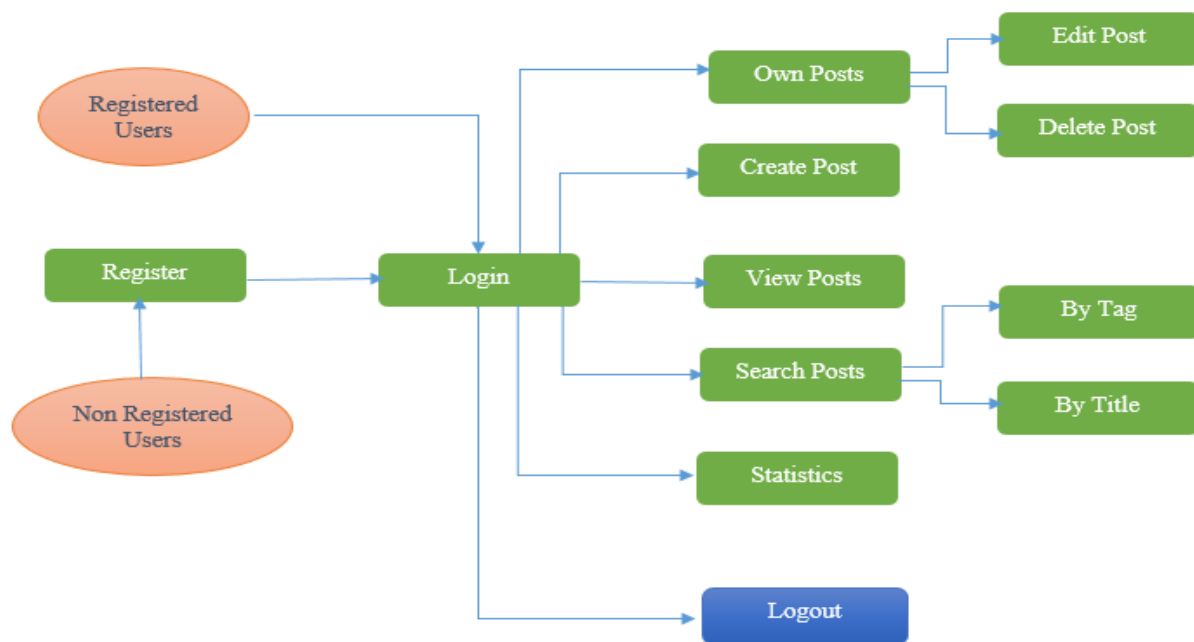 Registered
Users
Register
Non Registered
Users
Login
Own Posts
Create Post
View Posts
Search Posts
Statistics
Logout
Edit Post
Delete Post
By Tag
By Title